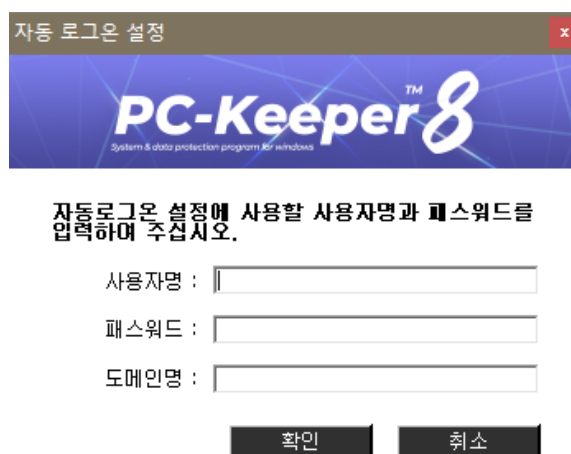 자동 로그온 설정
x
PC-Keeper™ 8
System & data protection program for windows
자동로그온 설정에 사용할 사용자명과 패스워드를
입력하며 주십시오.
사용자명 :
패스워드 :
도메인명 :
확인 취소